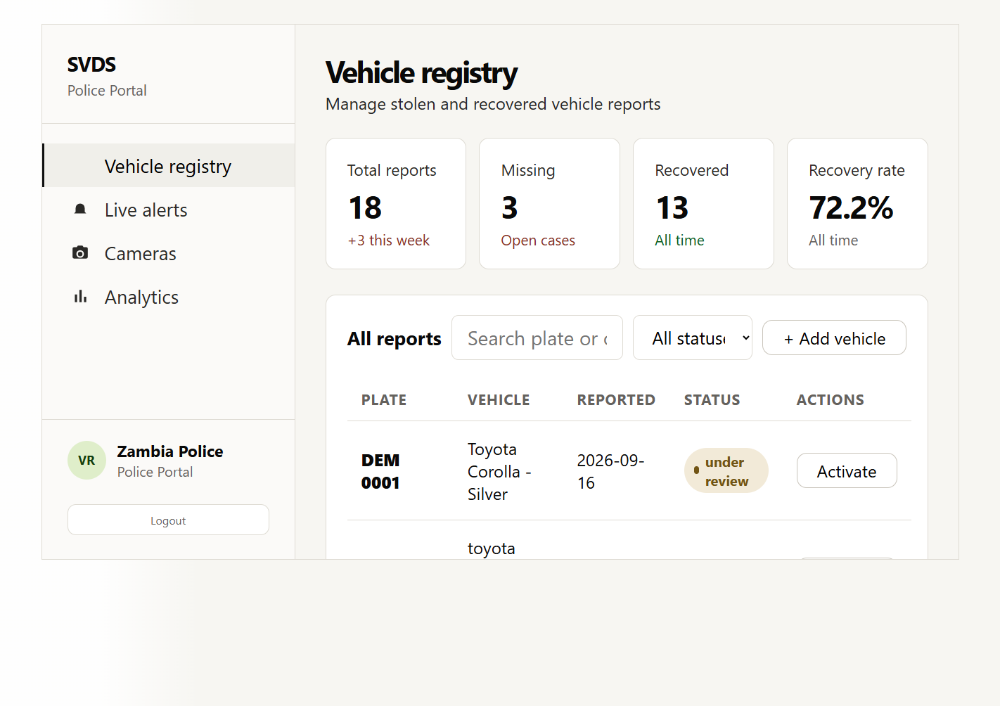 SVDS
Police Portal
Vehicle registry
Live alerts
Cameras
Analytics
VR
Zambia Police
Police Portal
Logout
Vehicle registry
Manage stolen and recovered vehicle reports
Total reports
18
+3 this week
Missing
3
Open cases
Recovered
13
All time
Recovery rate
72.2%
All time
All reports
Search plate or
All status
+ Add vehicle
PLATE VEHICLE REPORTED STATUS ACTIONS
DEM
0001
Toyota
Corolla -
Silver
2026-09-
16
under
review
Activate
toyota